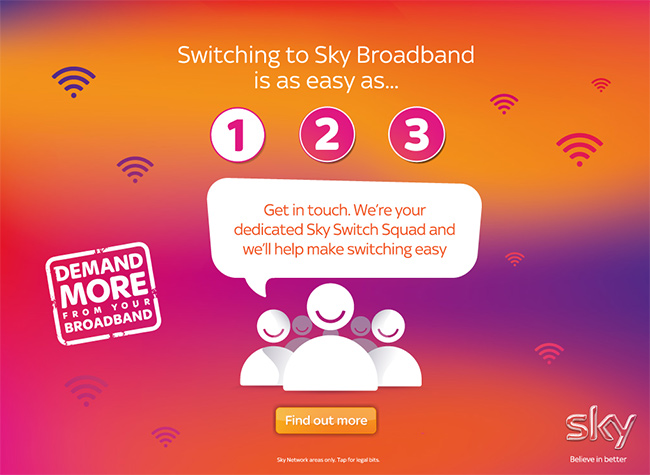 Switching to Sky Broadband
is as easy as...
1 2 3
Get in touch. We're your
dedicated Sky Switch Squad and
we'll help make switching easy
DEMAND
MORE
FROM YOUR
BROADBAND
Find out more
sky
Believe in better
Sky Network areas only. Tap for legal bits.